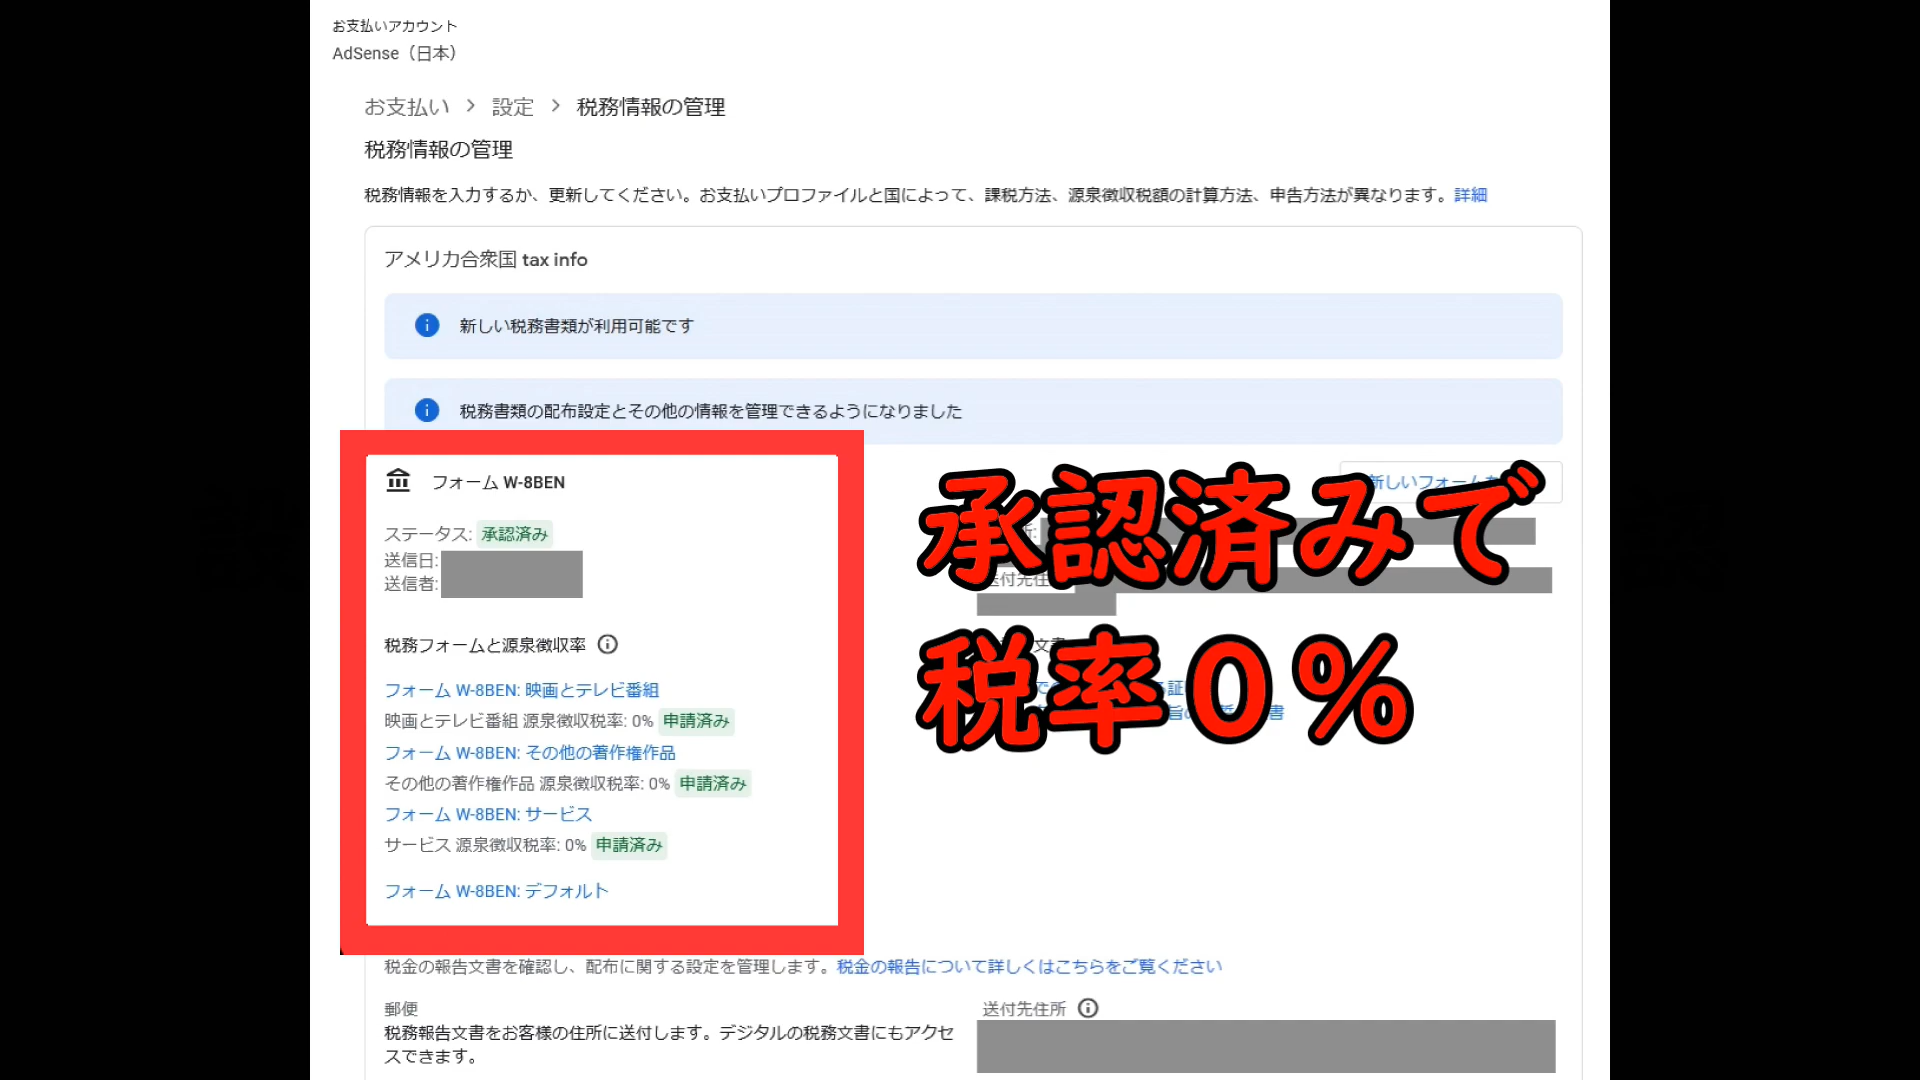 お支払いアカウント
AdSense（日本）
お支払い > 設定 > 税務情報の管理
税務情報の管理
税務情報を入力するか、更新してください。お支払いプロファイルと国によって、課税方法、源泉徴収税額の計算方法、申告方法が異なります。詳細
アメリカ合衆国 tax info
新しい税務書類が利用可能です
税務書類の配布設定とその他の情報を管理できるようになりました
フォーム W-8BEN
新しいフォーム
ステータス: 承認済み
送信日:
送信者:
承認済みで
税率０％
送付先住
税務フォームと源泉徴収率
フォーム W-8BEN: 映画とテレビ番組
映画とテレビ番組 源泉徴収税率: 0% 申請済み
フォーム W-8BEN: その他の著作権作品
その他の著作権作品 源泉徴収税率: 0% 申請済み
フォーム W-8BEN: サービス
サービス 源泉徴収税率: 0% 申請済み
フォーム W-8BEN: デフォルト
税金の報告文書を確認し、配布に関する設定を管理します。税金の報告について詳しくはこちらをご覧ください
郵便
税務報告文書をお客様の住所に送付します。デジタルの税務文書にもアクセ
スできます。
送付先住所